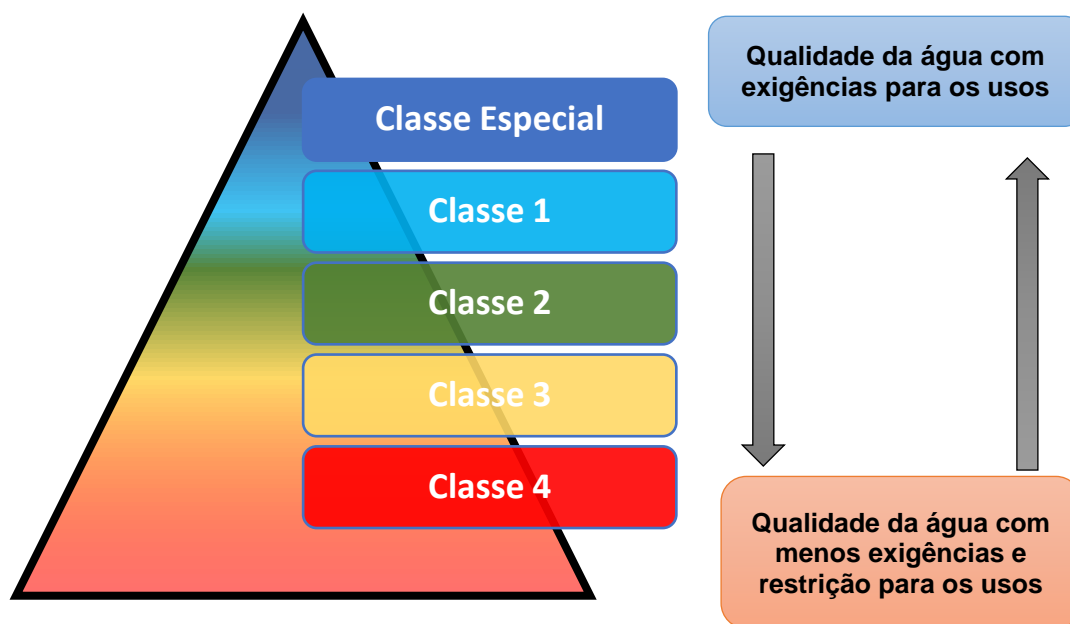 Classe Especial
Classe 1
Classe 2
Classe 3
Classe 4
Qualidade da água com
exigências para os usos
Qualidade da água com
menos exigências e
restrição para os usos